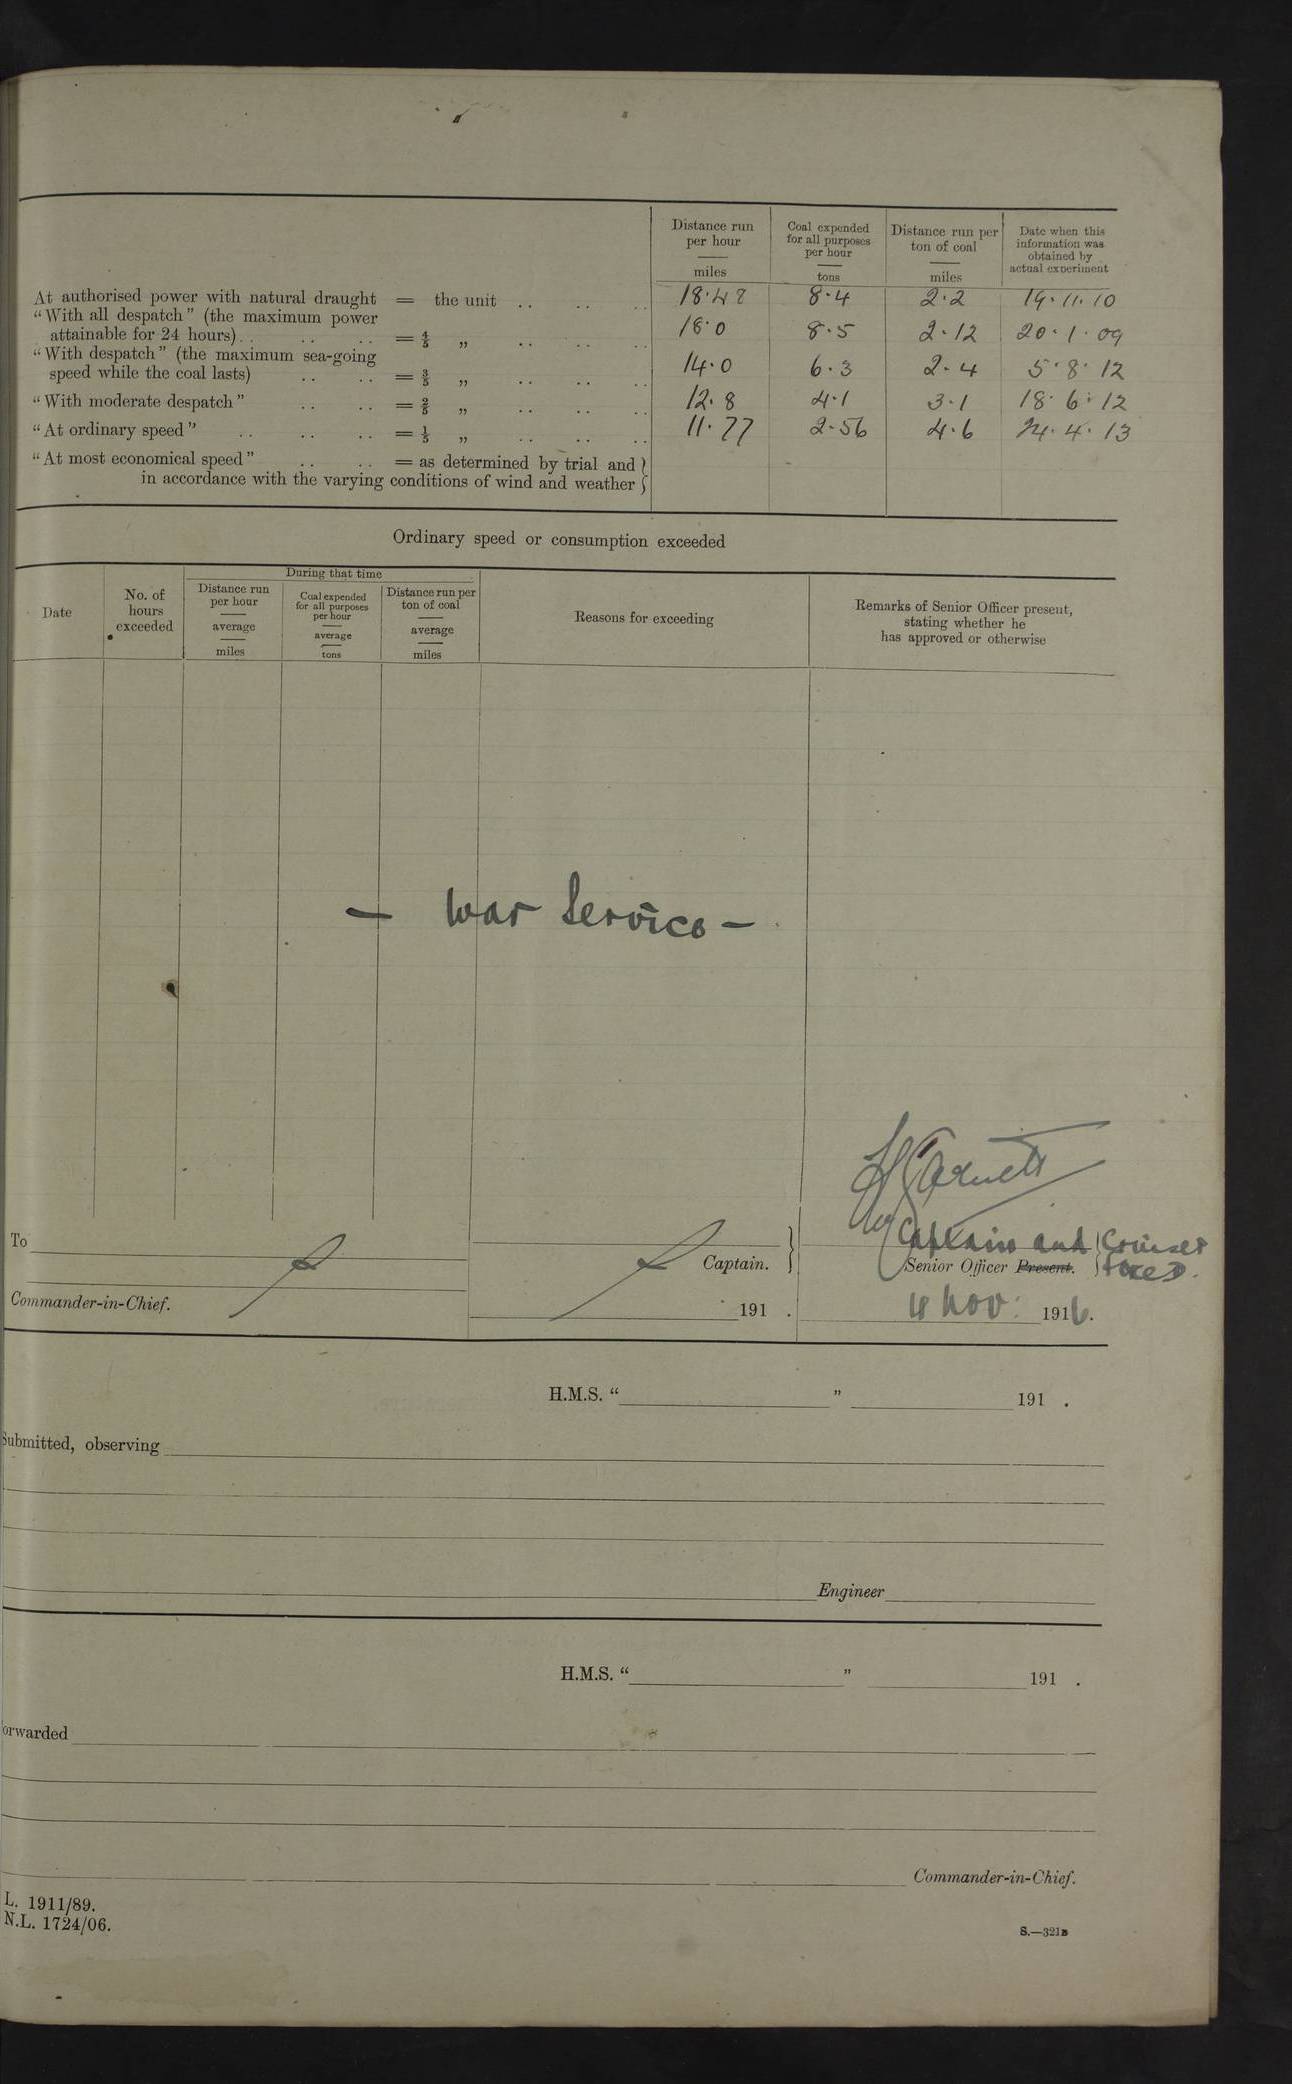 Distance run per hour — miles
Coal expended for all purposes per hour — tons
Distance run per ton of coal — miles
Date when this information was obtained by actual experiment
At authorised power with natural draught = the unit .. .. .. 18·48 8·4 2·2 19·11·10
"With all despatch" (the maximum power
attainable for 24 hours) .. .. .. = 4/5 „ .. .. .. 18·0 8·5 2·12 20·1·09
"With despatch" (the maximum sea-going
speed while the coal lasts) .. .. = 3/5 „ .. .. .. 14·0 6·3 2·4 5·8·12
"With moderate despatch" .. .. = 2/5 „ .. .. .. 12·8 4·1 3·1 18·6·12
"At ordinary speed" .. .. .. = 1/5 „ .. .. .. 11·77 2·56 4·6 24·4·13
"At most economical speed" .. .. = as determined by trial and
in accordance with the varying conditions of wind and weather
Ordinary speed or consumption exceeded
During that time
Date
No. of hours exceeded
Distance run per hour — average — miles
Coal expended for all purposes per hour — average — tons
Distance run per ton of coal — average — miles
Reasons for exceeding
Remarks of Senior Officer present, stating whether he has approved or otherwise
— War Service —
To
Captain.
Captain and Cruiser
Senior Officer Present. Force D.
Commander-in-Chief.
191 .
Nov: 1916.
H.M.S. " " 191 .
Submitted, observing
Engineer
H.M.S. " " 191 .
orwarded
Commander-in-Chief.
L. 1911/89.
N.L. 1724/06.
S.—321B